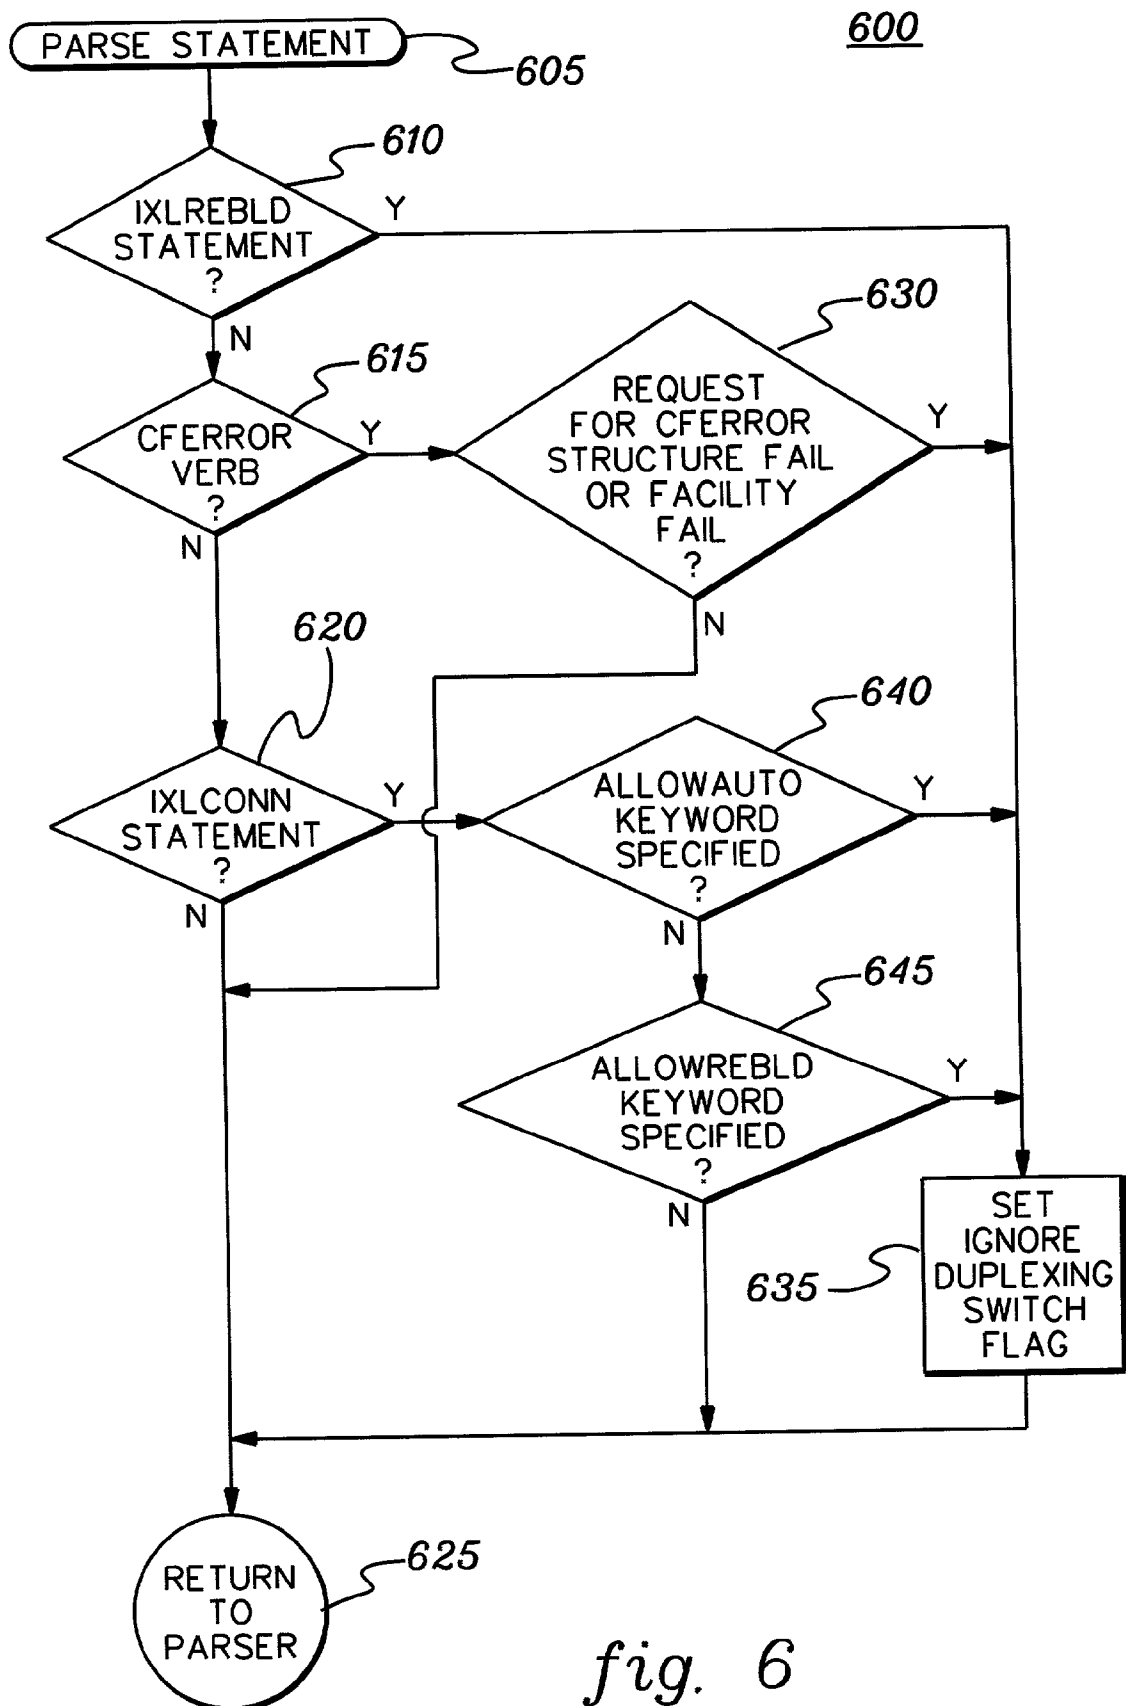 600
PARSE STATEMENT
605
610
IXLREBLD
STATEMENT
?
Y
N
615
CFERROR
VERB
?
Y
N
630
REQUEST
FOR CFERROR
STRUCTURE FAIL
OR FACILITY
FAIL
?
Y
N
620
IXLCONN
STATEMENT
?
Y
N
640
ALLOWAUTO
KEYWORD
SPECIFIED
?
Y
N
645
ALLOWREBLD
KEYWORD
SPECIFIED
?
Y
N
SET
IGNORE
DUPLEXING
SWITCH
FLAG
635
RETURN
TO
PARSER
625
fig. 6